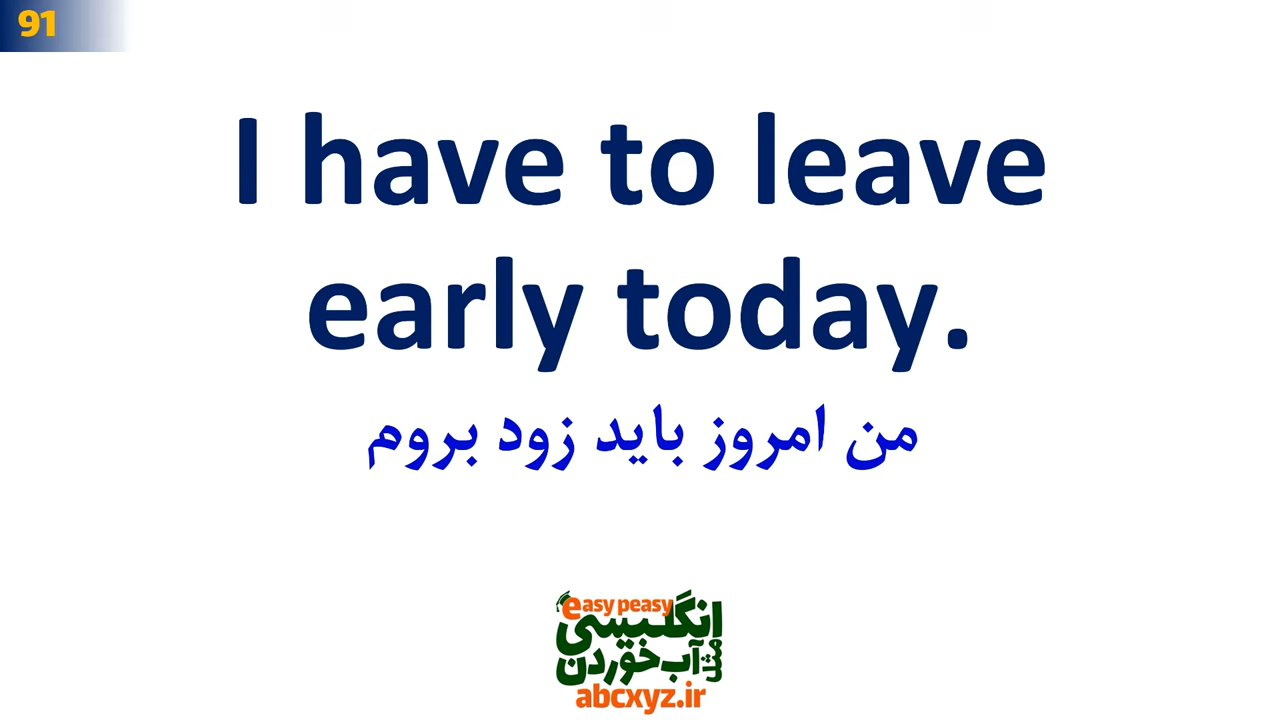 91
I have to leave
early today.
من امروز باید زود بروم
easy peasy
انگلیسی
مثل آب خوردن
abcxyz.ir